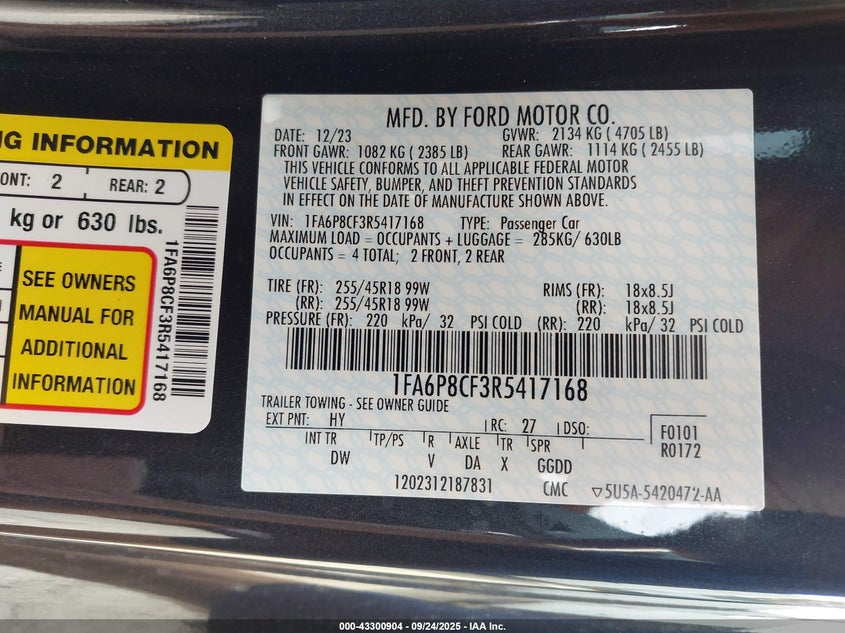 NG INFORMATION
ONT: 2 REAR: 2
kg or 630 lbs.
SEE OWNERS
MANUAL FOR
ADDITIONAL
INFORMATION
1FA6P8CF3R5417168
MFD. BY FORD MOTOR CO.
DATE: 12/23 GVWR: 2134 KG ( 4705 LB)
FRONT GAWR: 1082 KG ( 2385 LB) REAR GAWR: 1114 KG ( 2455 LB)
THIS VEHICLE CONFORMS TO ALL APPLICABLE FEDERAL MOTOR
VEHICLE SAFETY, BUMPER, AND THEFT PREVENTION STANDARDS
IN EFFECT ON THE DATE OF MANUFACTURE SHOWN ABOVE.
VIN: 1FA6P8CF3R5417168 TYPE: Passenger Car
MAXIMUM LOAD = OCCUPANTS + LUGGAGE = 285KG/ 630LB
OCCUPANTS = 4 TOTAL; 2 FRONT, 2 REAR
TIRE (FR): 255/45R18 99W RIMS (FR): 18x8.5J
(RR): 255/45R18 99W (RR): 18x8.5J
PRESSURE (FR): 220 kPa/ 32 PSI COLD (RR): 220 kPa/ 32 PSI COLD
1FA6P8CF3R5417168
TRAILER TOWING - SEE OWNER GUIDE
EXT PNT: HY RC: 27 DSO:
F0101
R0172
INT TR TP/PS R AXLE TR SPR
DW V DA X GGDD
1202312187831 CMC 5U5A-5420472-AA
000-43300904 - 09/24/2025 - IAA Inc.